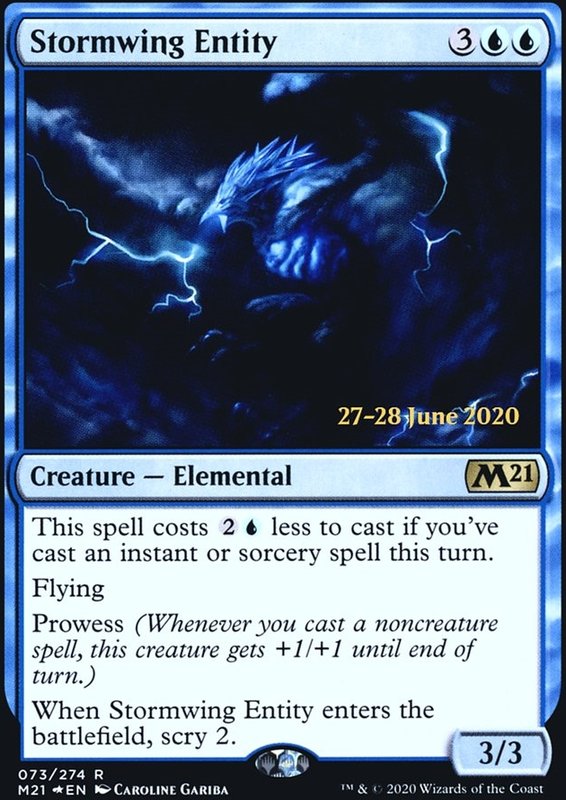 Stormwing Entity 3
27–28 June 2020
Creature — Elemental M21
This spell costs 2 less to cast if you've
cast an instant or sorcery spell this turn.
Flying
Prowess (Whenever you cast a noncreature
spell, this creature gets +1/+1 until end of
turn.)
When Stormwing Entity enters the
battlefield, scry 2.
3/3
073/274 R
M21 ★ EN Caroline Gariba ™ & © 2020 Wizards of the Coast